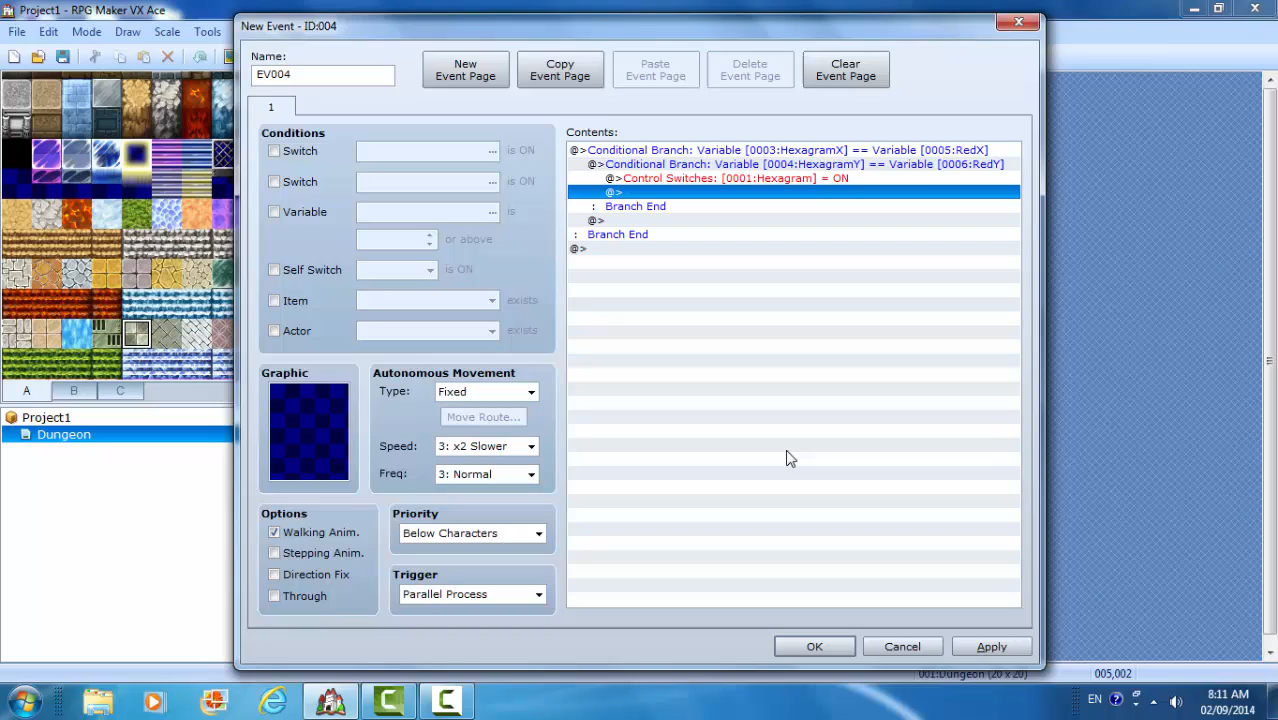 Project1 - RPG Maker VX Ace
File Edit Mode Draw Scale Tools
New Event - ID:004
Name:
EV004
New Event Page
Copy Event Page
Paste Event Page
Delete Event Page
Clear Event Page
1
Conditions
Switch ... is ON
Switch ... is ON
Variable ... is
or above
Self Switch is ON
Item exists
Actor exists
Graphic
Autonomous Movement
Type: Fixed
Move Route...
Speed: 3: x2 Slower
Freq: 3: Normal
Options
Walking Anim.
Stepping Anim.
Direction Fix
Through
Priority
Below Characters
Trigger
Parallel Process
Contents:
@>Conditional Branch: Variable [0003:HexagramX] == Variable [0005:RedX]
@>Conditional Branch: Variable [0004:HexagramY] == Variable [0006:RedY]
@>Control Switches: [0001:Hexagram] = ON
@>
: Branch End
@>
: Branch End
@>
OK Cancel Apply
A B C
Project1
Dungeon
001:Dungeon (20 x 20) 005,002
EN
8:11 AM
02/09/2014